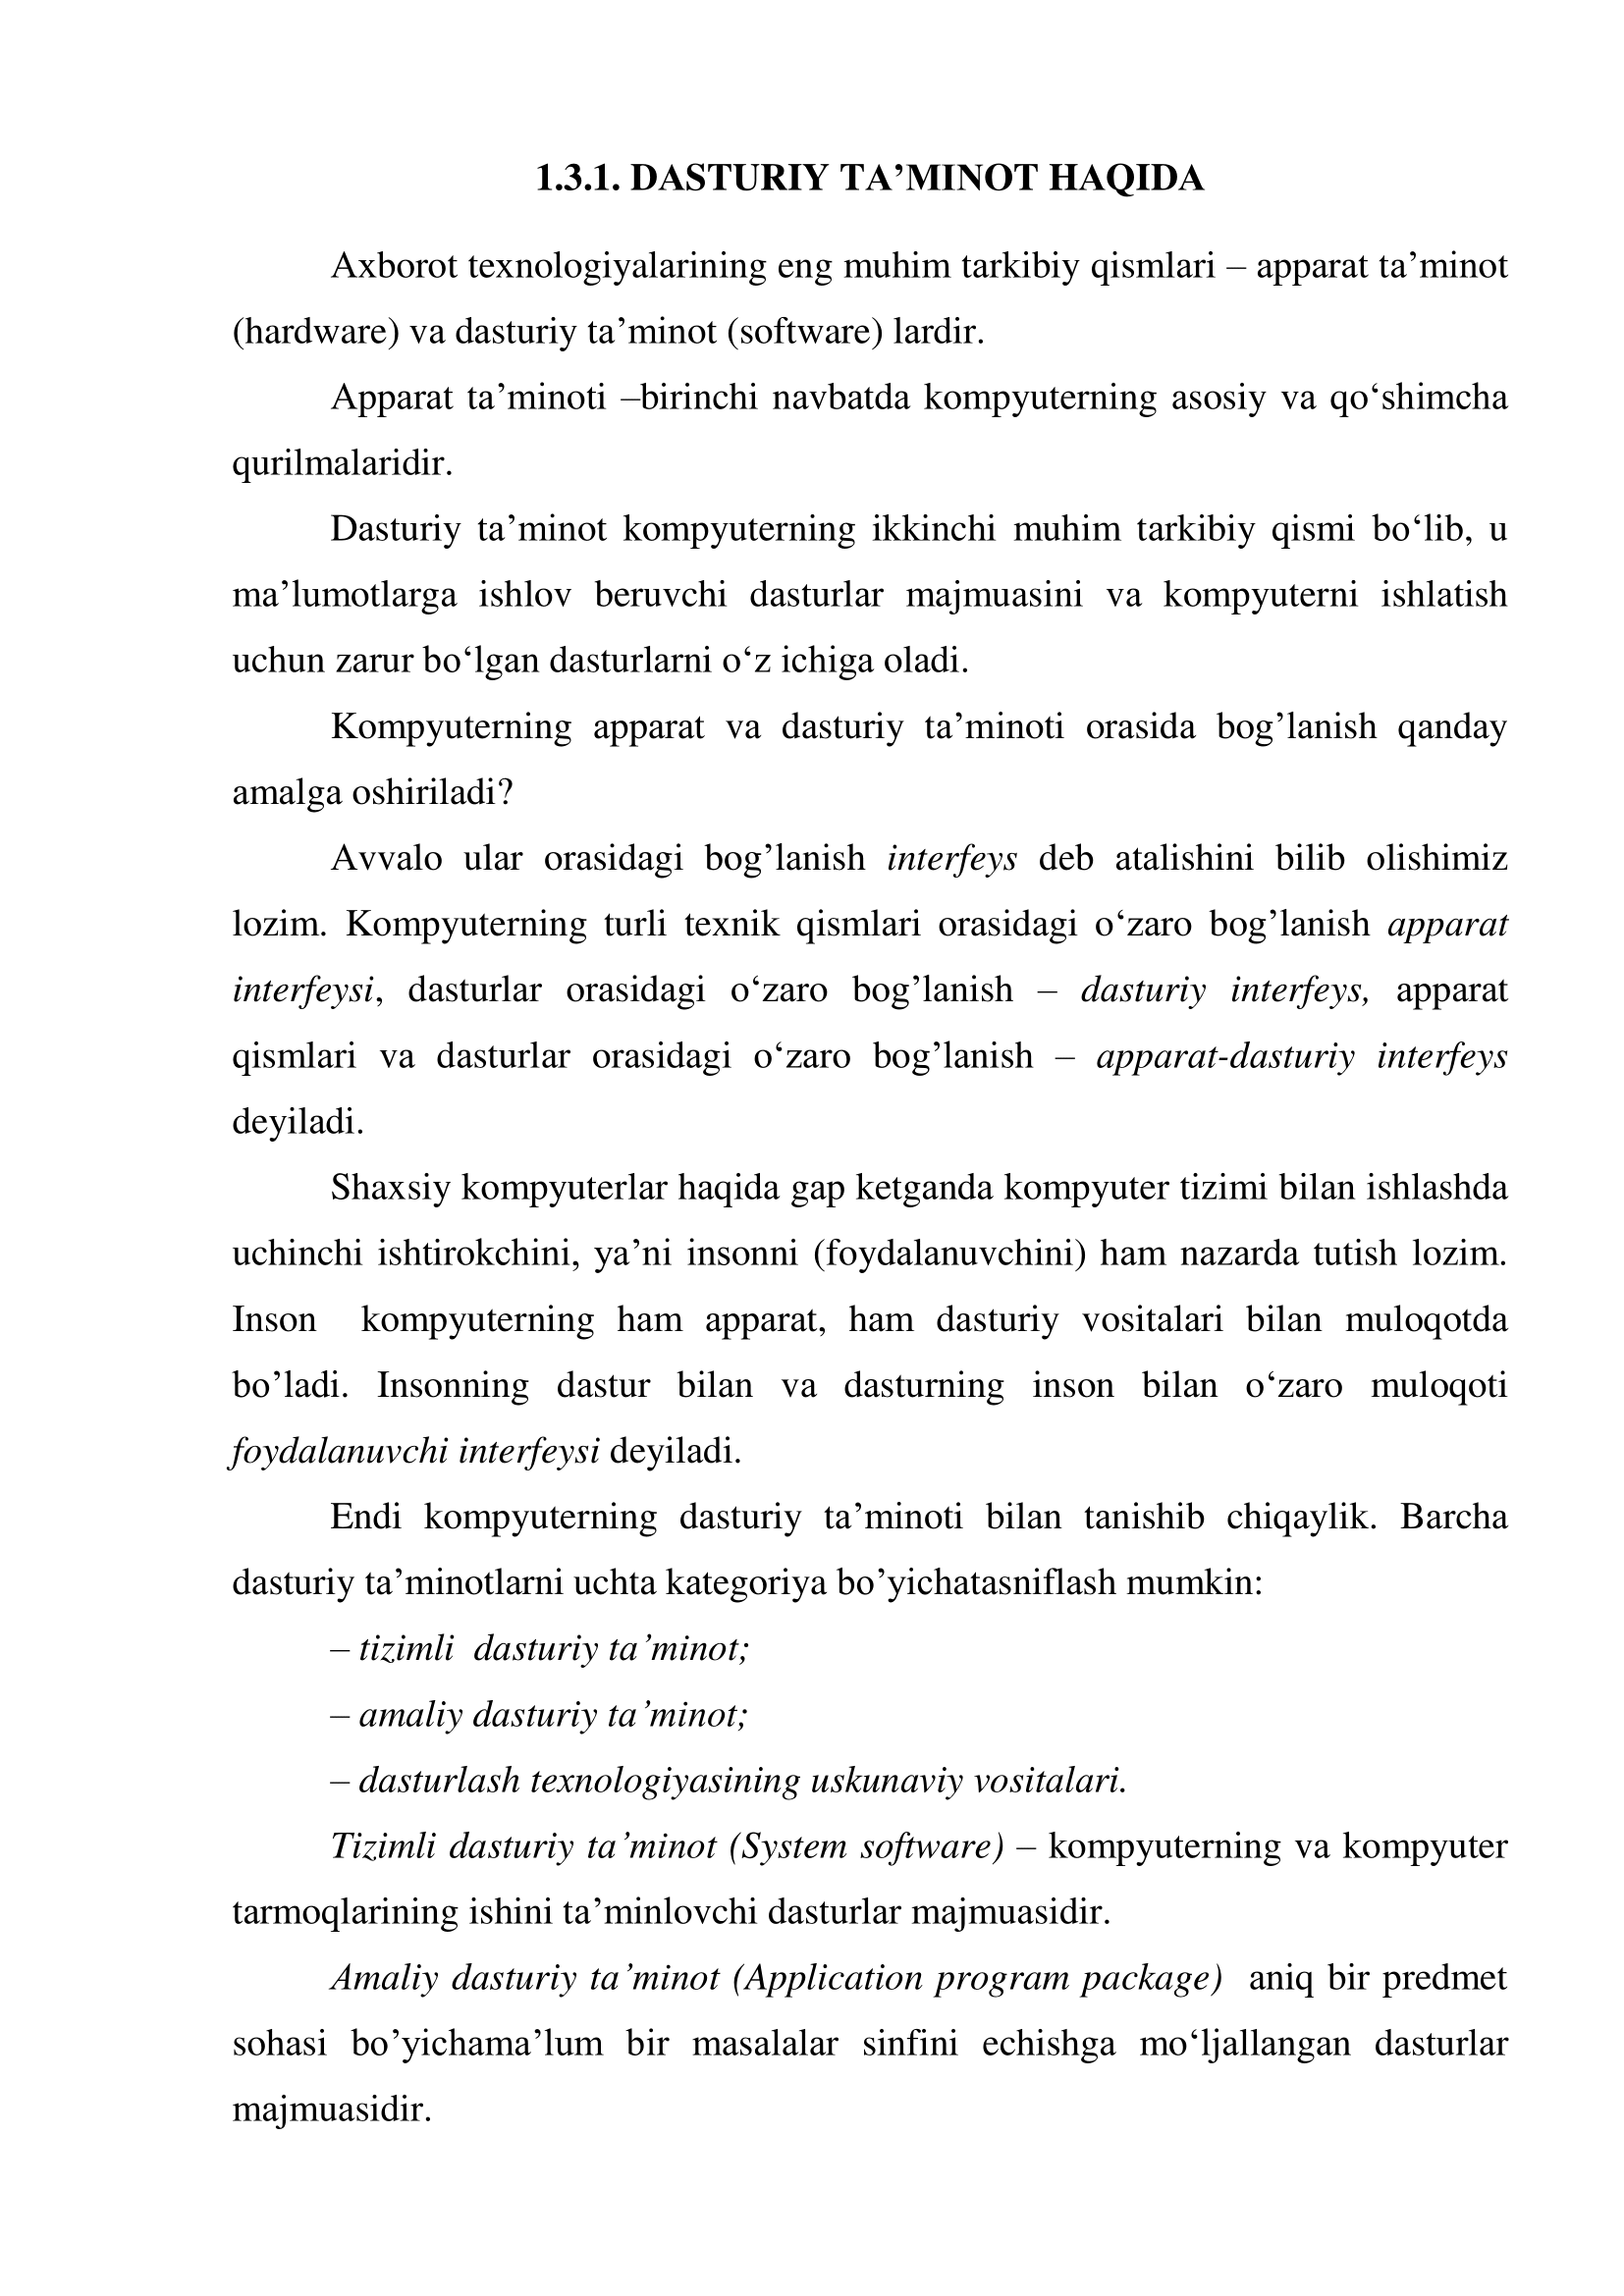 1.3.1. DASTURIY TA’MINOT HAQIDA
Axborot texnologiyalarining eng muhim tarkibiy qismlari – apparat ta’minot
(hardware) va dasturiy ta’minot (software) lardir.
Apparat ta’minoti –birinchi navbatda kompyuterning asosiy va qo‘shimcha
qurilmalaridir.
Dasturiy ta’minot kompyuterning ikkinchi muhim tarkibiy qismi bo‘lib, u
ma’lumotlarga ishlov beruvchi dasturlar majmuasini va kompyuterni ishlatish
uchun zarur bo‘lgan dasturlarni o‘z ichiga oladi.
Kompyuterning apparat va dasturiy ta’minoti orasida bog’lanish qanday
amalga oshiriladi?
Avvalo ular orasidagi bog’lanish interfeys deb atalishini bilib olishimiz
lozim. Kompyuterning turli texnik qismlari orasidagi o‘zaro bog’lanish apparat
interfeysi, dasturlar orasidagi o‘zaro bog’lanish – dasturiy interfeys, apparat
qismlari va dasturlar orasidagi o‘zaro bog’lanish – apparat-dasturiy interfeys
deyiladi.
Shaxsiy kompyuterlar haqida gap ketganda kompyuter tizimi bilan ishlashda
uchinchi ishtirokchini, ya’ni insonni (foydalanuvchini) ham nazarda tutish lozim.
Inson  kompyuterning ham apparat, ham dasturiy vositalari bilan muloqotda
bo’ladi. Insonning dastur bilan va dasturning inson bilan o‘zaro muloqoti
foydalanuvchi interfeysi deyiladi.
Endi kompyuterning dasturiy ta’minoti bilan tanishib chiqaylik. Barcha
dasturiy ta’minotlarni uchta kategoriya bo’yichatasniflash mumkin:
– tizimli  dasturiy ta’minot;
– amaliy dasturiy ta’minot;
– dasturlash texnologiyasining uskunaviy vositalari.
Tizimli dasturiy ta’minot (System software) – kompyuterning va kompyuter
tarmoqlarining ishini ta’minlovchi dasturlar majmuasidir.
Amaliy dasturiy ta’minot (Application program package)  aniq bir predmet
sohasi bo’yichama’lum bir masalalar sinfini echishga mo‘ljallangan dasturlar
majmuasidir.